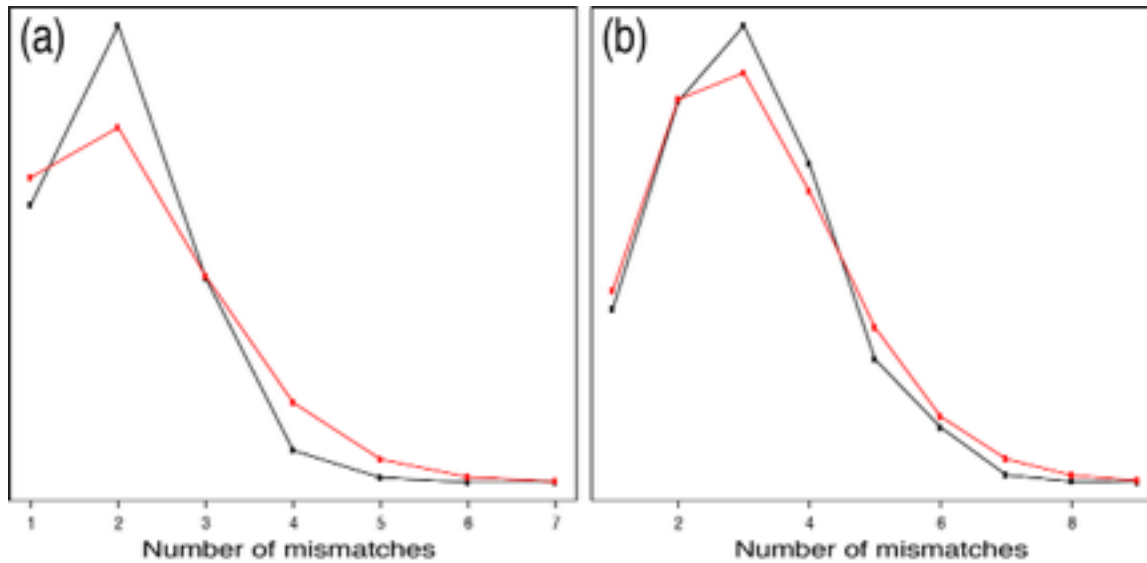 (a)
(b)
1 2 3 4 5 6 7
2 4 6 8
Number of mismatches
Number of mismatches